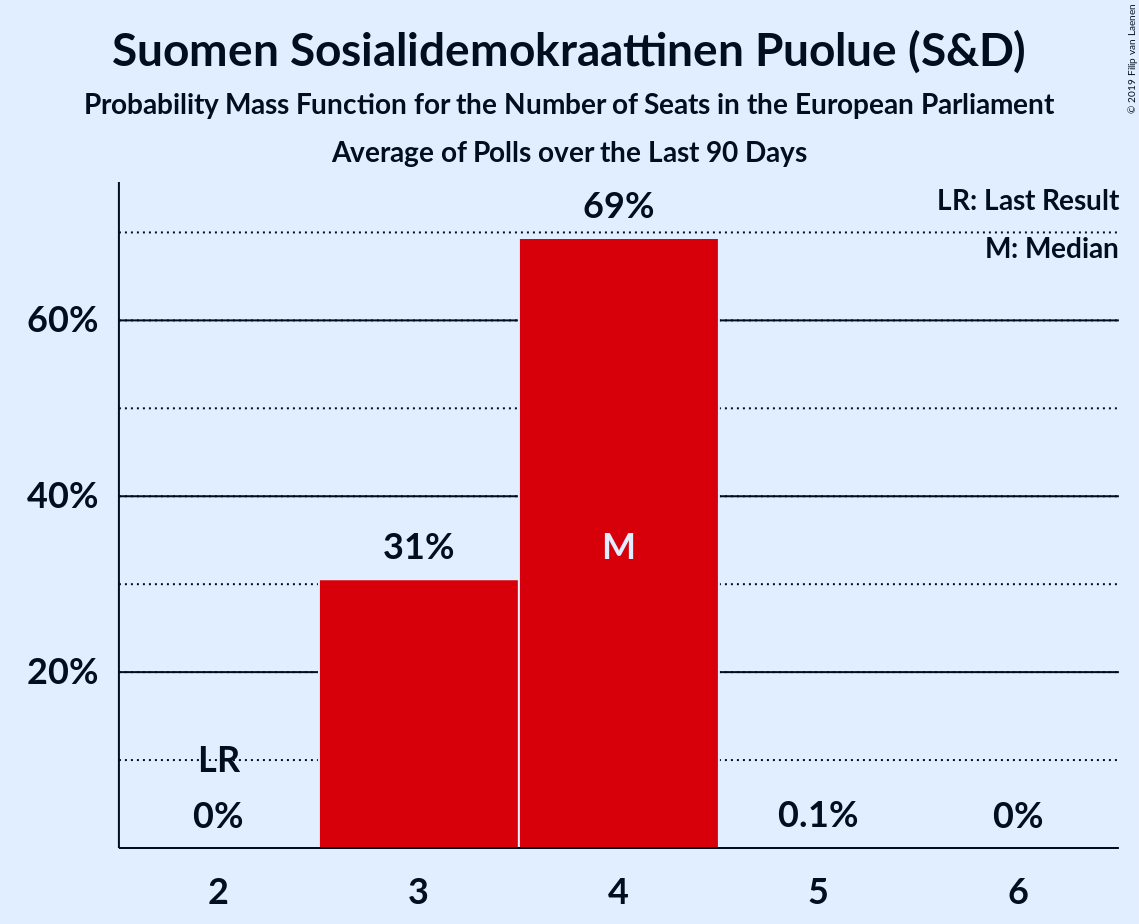 Suomen Sosialidemokraattinen Puolue (S&D)
Probability Mass Function for the Number of Seats in the European Parliament
Average of Polls over the Last 90 Days
© 2019 Filip van Laenen
LR: Last Result
M: Median
69%
60%
40%
31%
M
20%
LR
0%
0.1%
0%
2 3 4 5 6